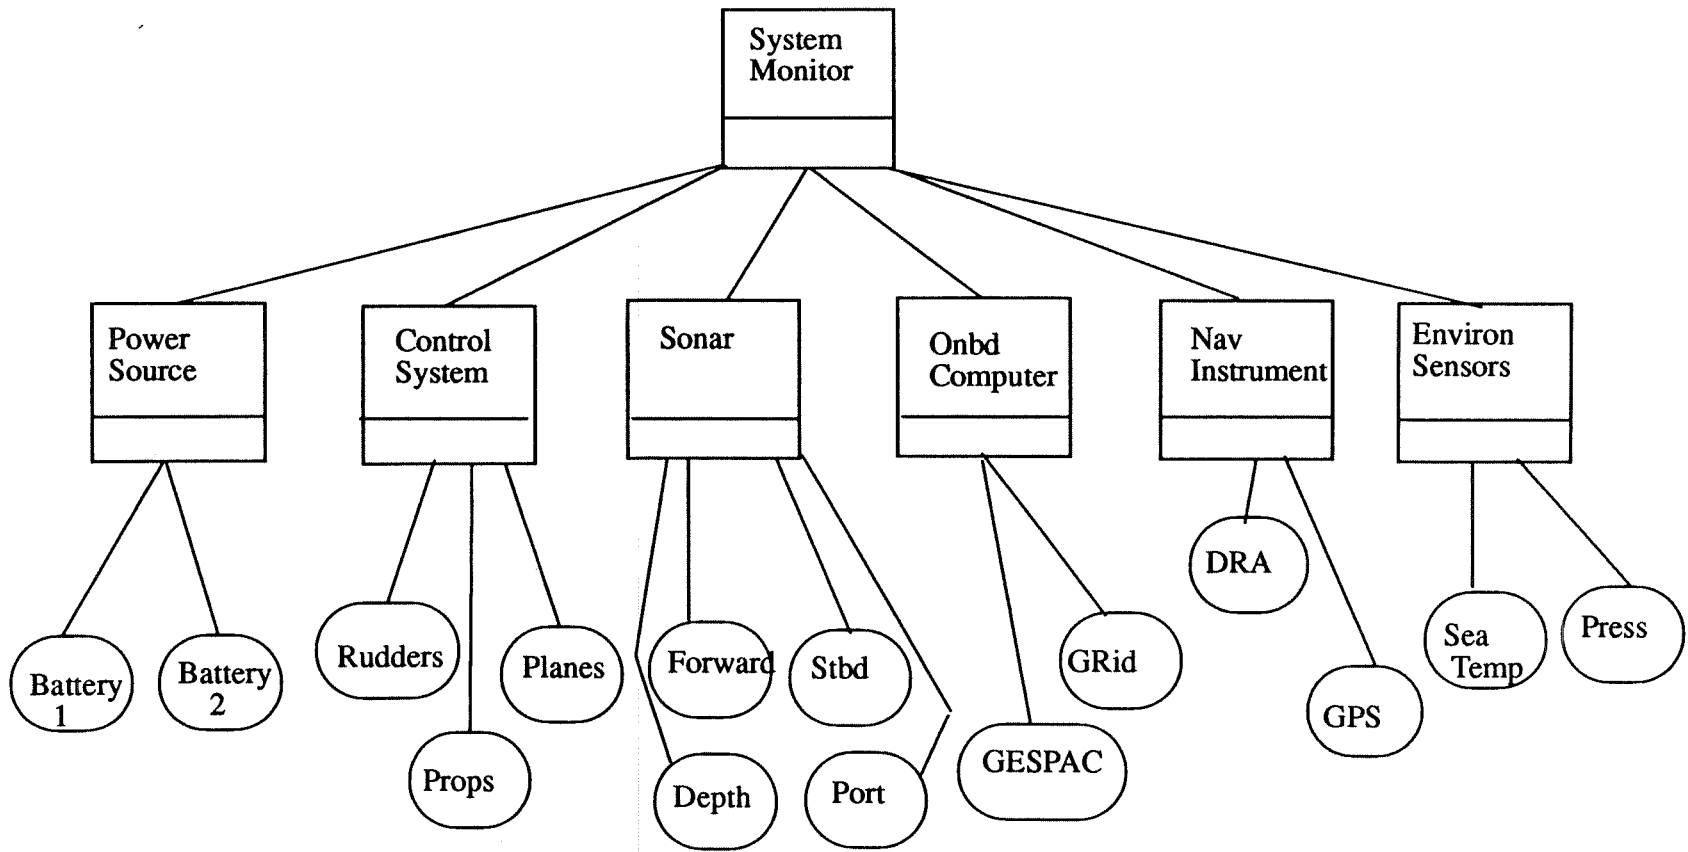 System
Monitor
Power
Source
Control
System
Sonar
Onbd
Computer
Nav
Instrument
Environ
Sensors
Battery
1
Battery
2
Rudders
Props
Planes
Forward
Depth
Stbd
Port
GESPAC
GRid
DRA
GPS
Sea
Temp
Press